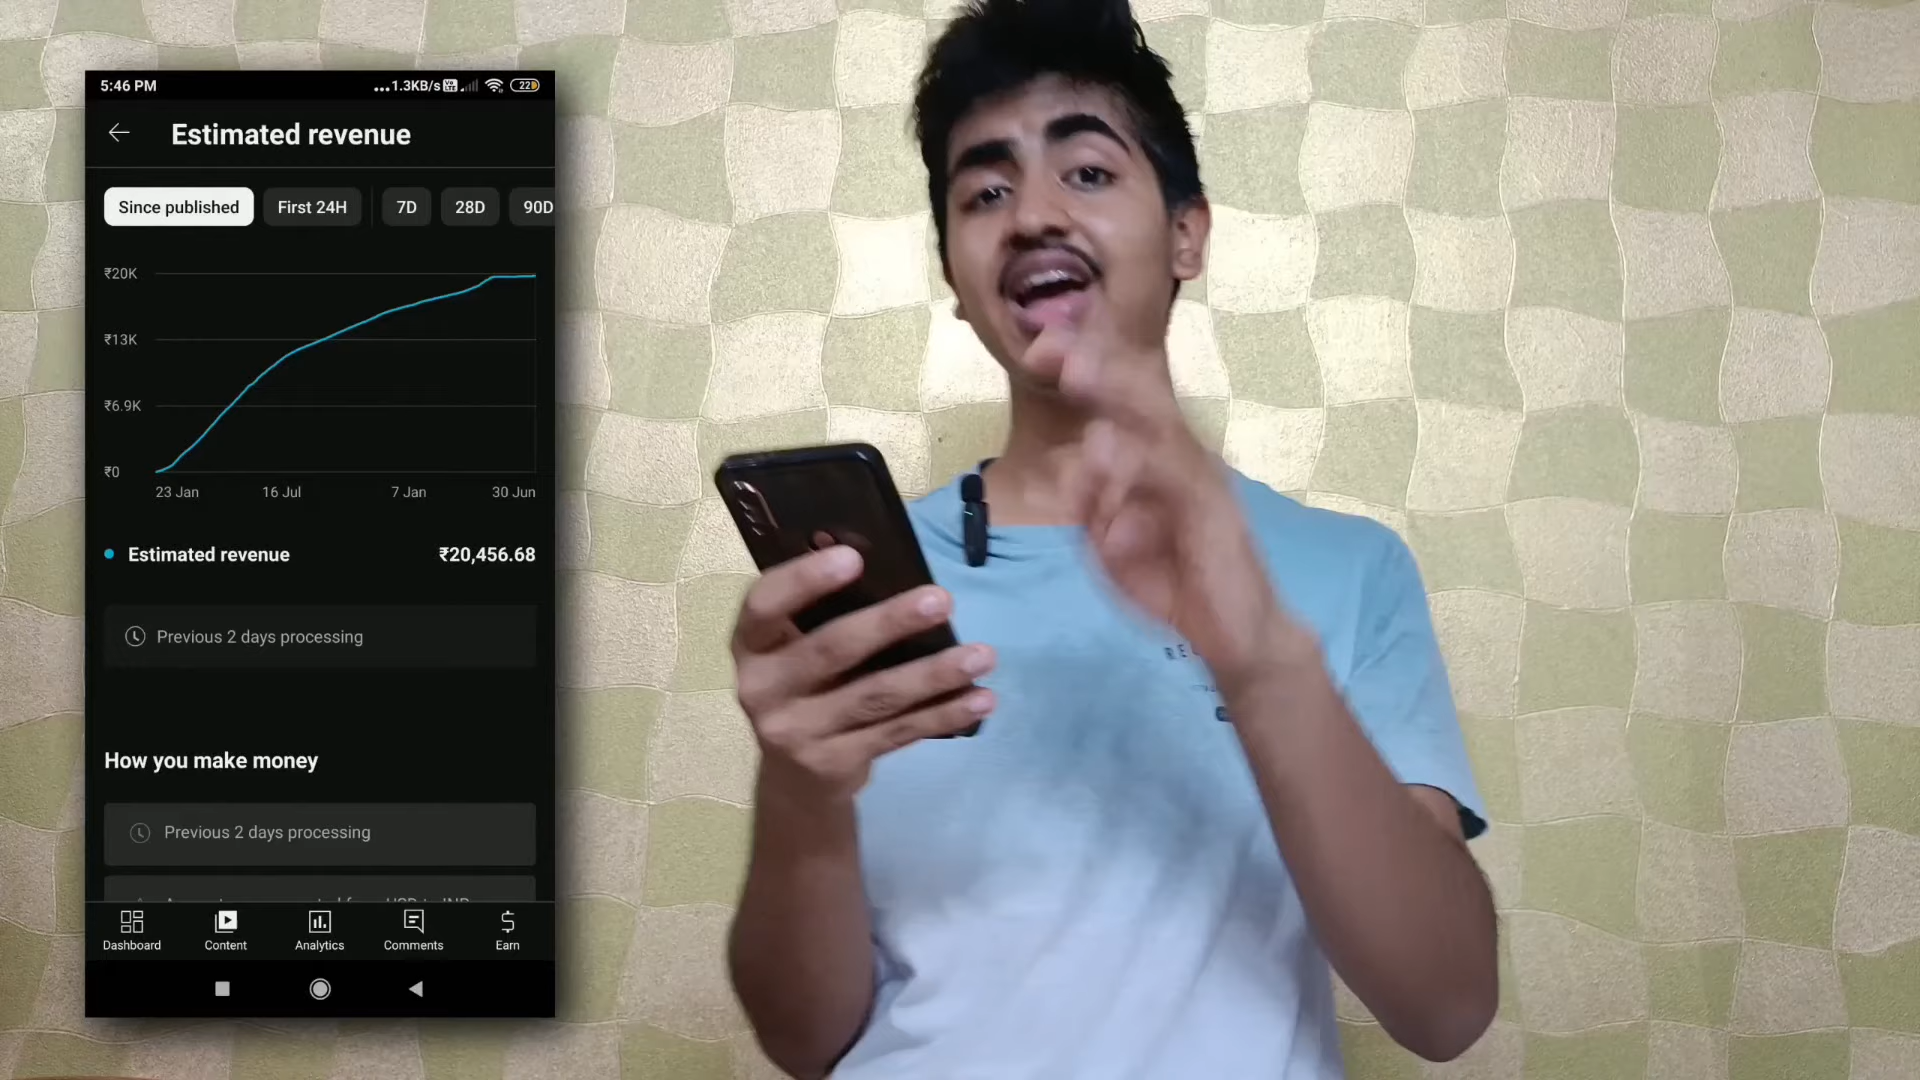 5:46 PM
...1.3KB/s
22
Estimated revenue
Since published
First 24H
7D
28D
90D
₹20K
₹13K
₹6.9K
₹0
23 Jan
16 Jul
7 Jan
30 Jun
Estimated revenue
₹20,456.68
Previous 2 days processing
How you make money
Previous 2 days processing
Dashboard
Content
Analytics
Comments
Earn